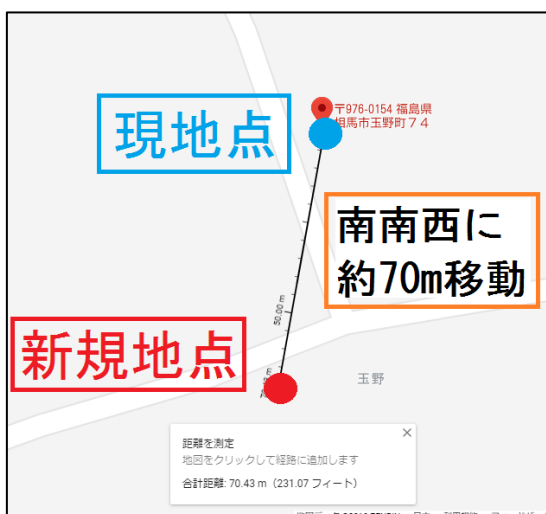 〒976-0154 福島県
相馬市玉野町７４
現地点
南南西に
約70m移動
50.00 m
新規地点
玉野
距離を測定
地図をクリックして経路に追加します
合計距離: 70.43 m（231.07 フィート）